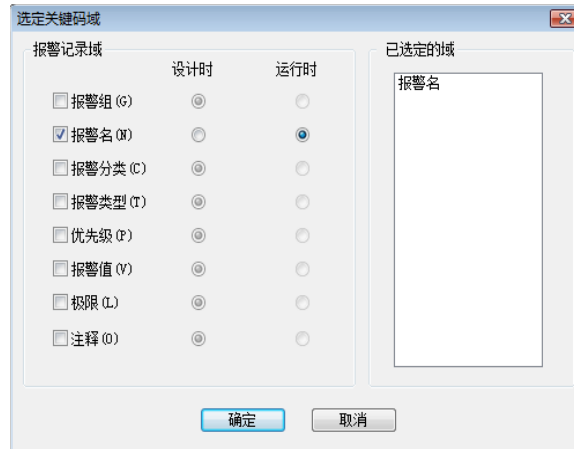 选定关键码域
报警记录域
设计时 运行时
报警组(G)
报警名(N)
报警分类(C)
报警类型(T)
优先级(P)
报警值(V)
极限(L)
注释(O)
已选定的域
报警名
确定 取消